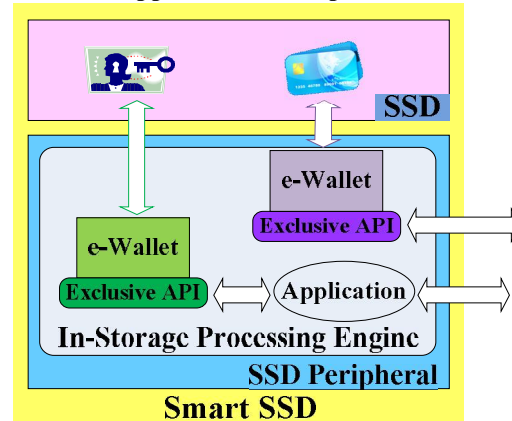 SSD
e-Wallet
Exclusive API
e-Wallet
Exclusive API
Application
In-Storage Processing Engine
SSD Peripheral
Smart SSD